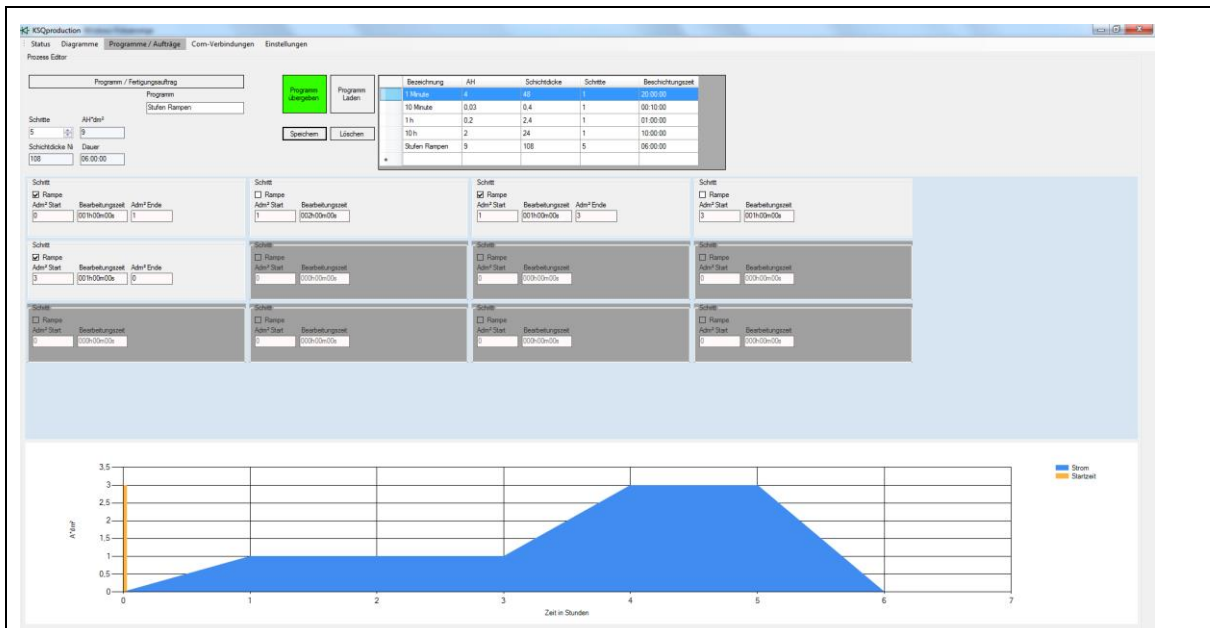 KSQproduction
Status Diagramme Programme / Aufträge Com-Verbindungen Einstellungen
Prozess Editor
Programm / Fertigungsauftrag
Programm
Stufen Rampen
Schritte AH*dm²
5 9
Schichtdicke Ni Dauer
108 06:00:00
Programm übergeben
Programm Laden
Speichern Löschen
Bezeichnung AH Schichtdicke Schritte Beschichtungszeit
1 Minute 4 48 1 20:00:00
10 Minute 0,03 0,4 1 00:10:00
1 h 0,2 2,4 1 01:00:00
10 h 2 24 1 10:00:00
Stufen Rampen 9 108 5 06:00:00
Schritt Schritt Schritt Schritt
Rampe Rampe Rampe Rampe
Adm² Start Bearbeitungszeit Adm² Ende Adm² Start Bearbeitungszeit Adm² Start Bearbeitungszeit Adm² Ende Adm² Start Bearbeitungszeit
0 001h00m00s 1 1 002h00m00s 1 001h00m00s 3 3 001h00m00s
Schritt Schritt Schritt Schritt
Rampe Rampe Rampe Rampe
Adm² Start Bearbeitungszeit Adm² Ende Adm² Start Bearbeitungszeit Adm² Start Bearbeitungszeit Adm² Start Bearbeitungszeit
3 001h00m00s 0 0 000h00m00s 0 000h00m00s 0 000h00m00s
Schritt Schritt Schritt Schritt
Rampe Rampe Rampe Rampe
Adm² Start Bearbeitungszeit Adm² Start Bearbeitungszeit Adm² Start Bearbeitungszeit Adm² Start Bearbeitungszeit
0 000h00m00s 0 000h00m00s 0 000h00m00s 0 000h00m00s
3,5
3
2,5
2
1,5
1
0,5
0
A*dm²
0 1 2 3 4 5 6 7
Zeit in Stunden
Strom
Startzeit